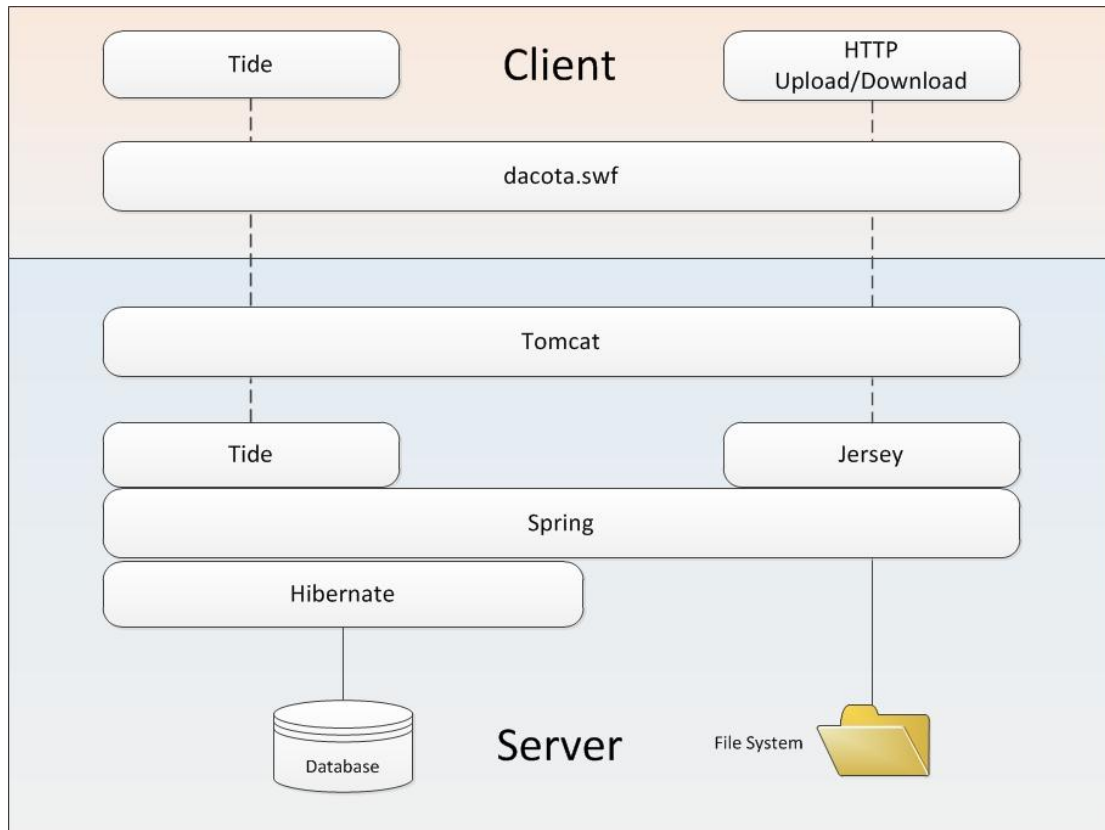 Tide
Client
HTTP
Upload/Download
dacota.swf
Tomcat
Tide
Jersey
Spring
Hibernate
Database
Server
File System